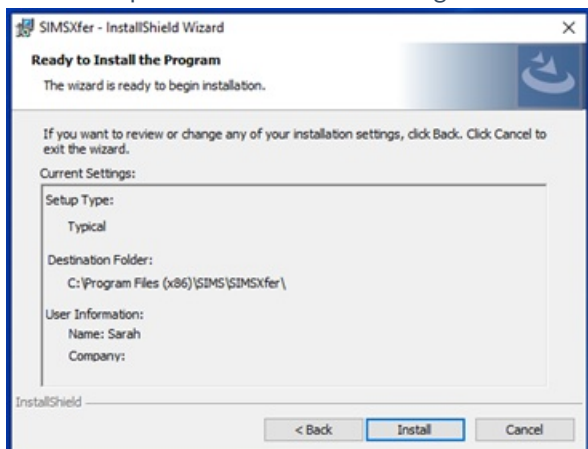 SIMSXfer - InstallShield Wizard
Ready to Install the Program
The wizard is ready to begin installation.
If you want to review or change any of your installation settings, click Back. Click Cancel to
exit the wizard.
Current Settings:
Setup Type:
Typical
Destination Folder:
C:\Program Files (x86)\SIMS\SIMSXfer\
User Information:
Name: Sarah
Company:
InstallShield
< Back Install Cancel